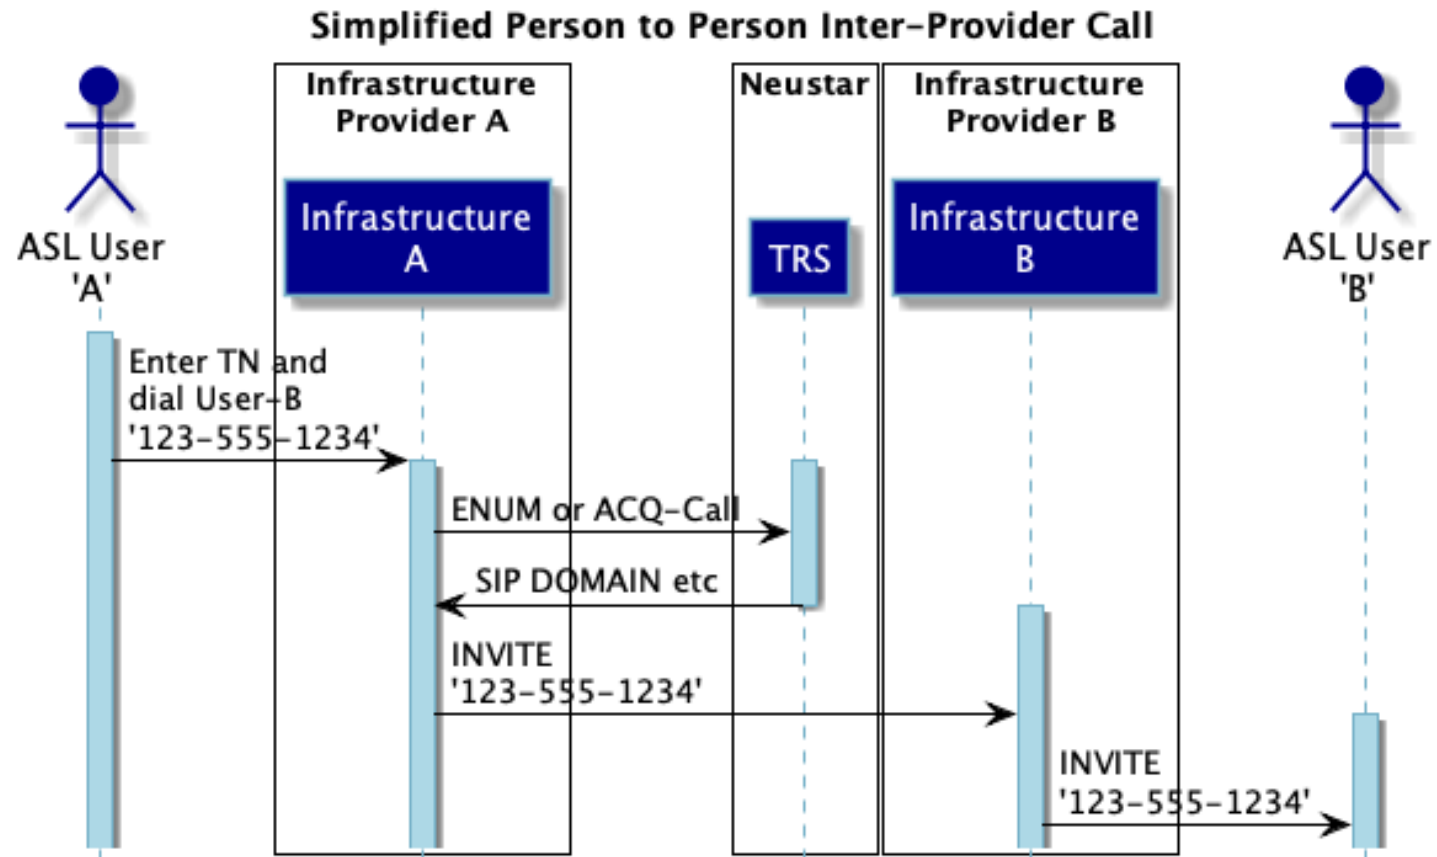 Simplified Person to Person Inter-Provider Call
Infrastructure
Provider A
Neustar
Infrastructure
Provider B
Infrastructure
A
TRS
Infrastructure
B
ASL User
'A'
ASL User
'B'
Enter TN and
dial User-B
'123-555-1234'
ENUM or ACQ-Call
SIP DOMAIN etc
INVITE
'123-555-1234'
INVITE
'123-555-1234'